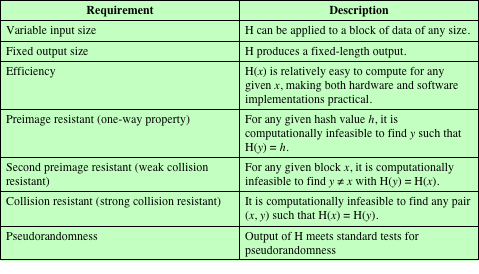 Requirement
Description
Variable input size
H can be applied to a block of data of any size.
Fixed output size
H produces a fixed-length output.
Efficiency
H(x) is relatively easy to compute for any
given x, making both hardware and software
implementations practical.
Preimage resistant (one-way property)
For any given hash value h, it is
computationally infeasible to find y such that
H(y) = h.
Second preimage resistant (weak collision
resistant)
For any given block x, it is computationally
infeasible to find y ≠ x with H(y) = H(x).
Collision resistant (strong collision resistant)
It is computationally infeasible to find any pair
(x, y) such that H(x) = H(y).
Pseudorandomness
Output of H meets standard tests for
pseudorandomness